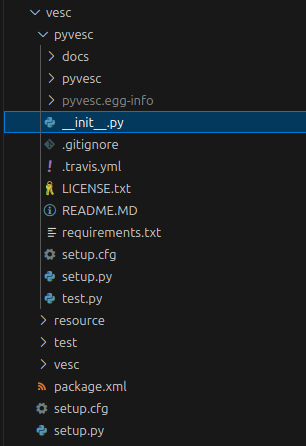 vesc
pyvesc
docs
pyvesc
pyvesc.egg-info
__init__.py
.gitignore
.travis.yml
LICENSE.txt
README.MD
requirements.txt
setup.cfg
setup.py
test.py
resource
test
vesc
package.xml
setup.cfg
setup.py